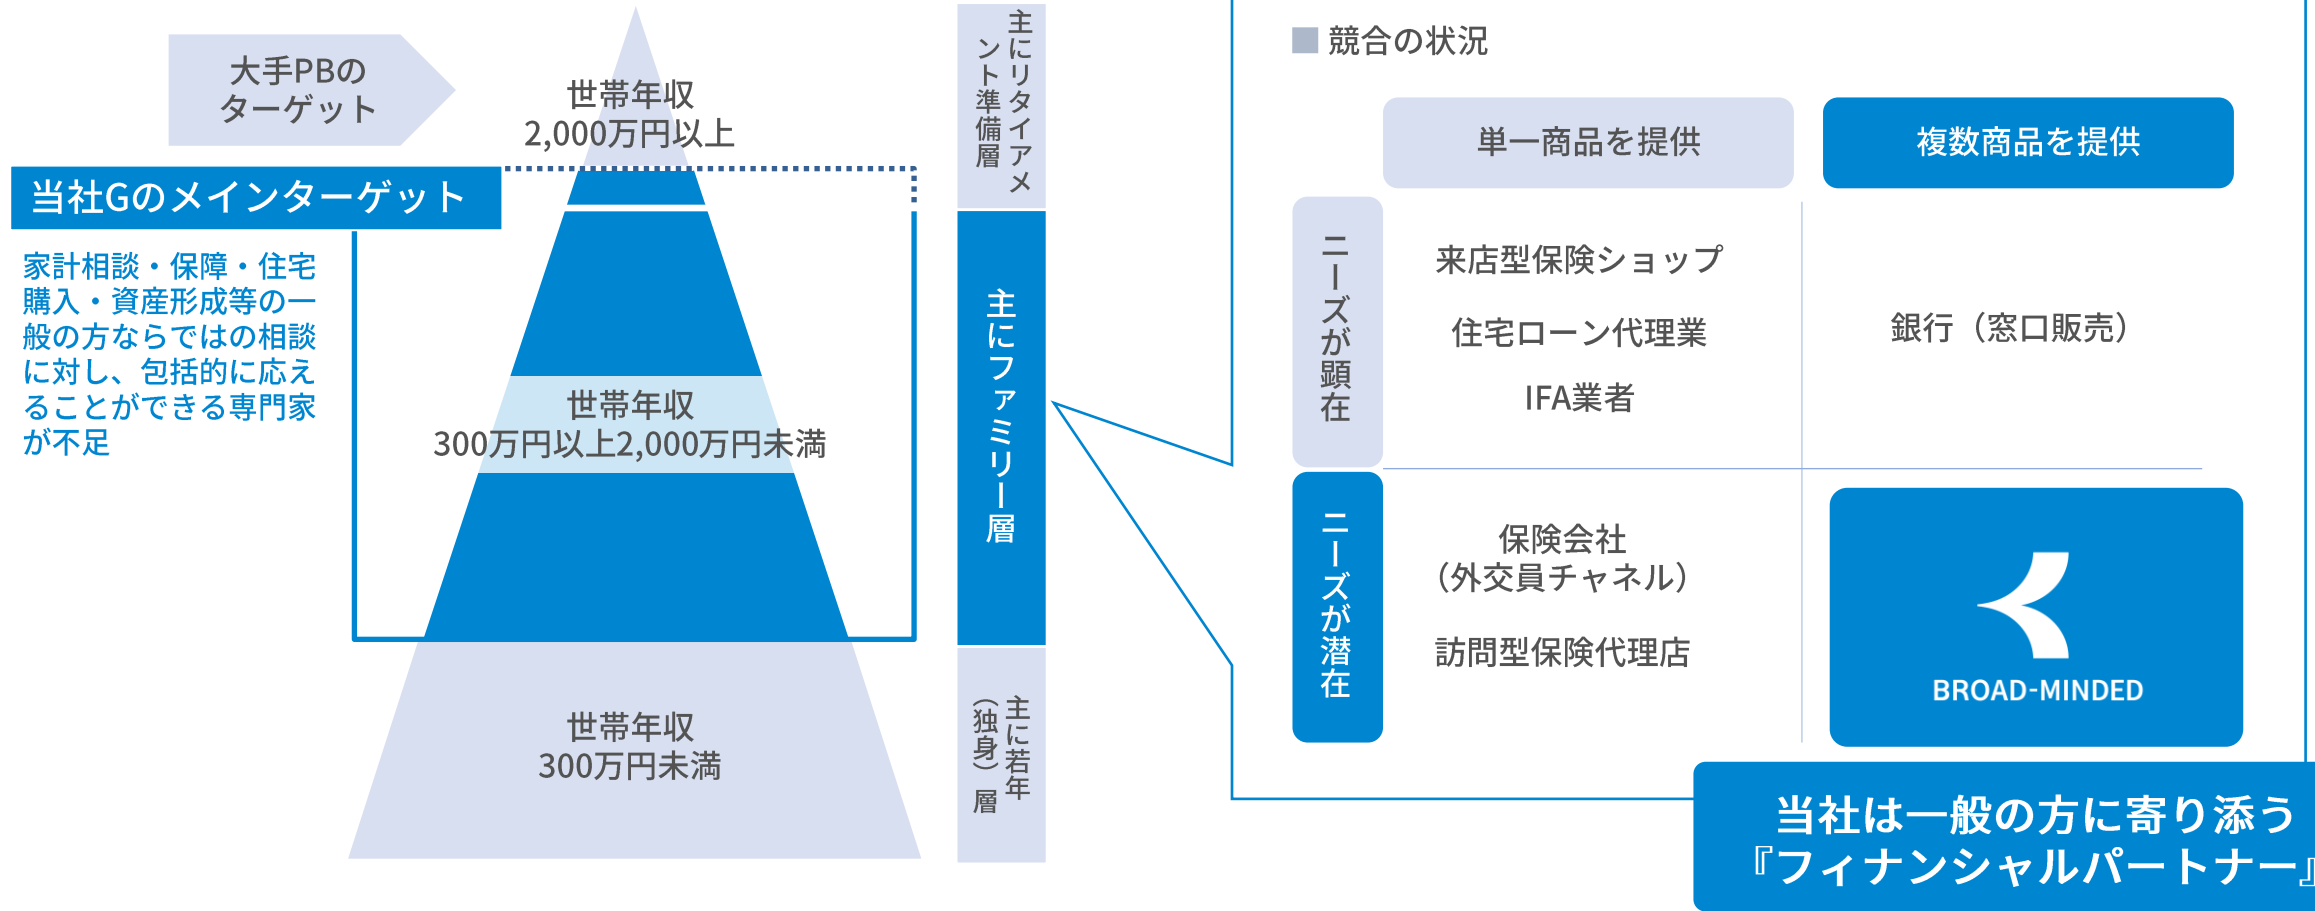 大手PBの
ターゲット
世帯年収
2,000万円以上
当社Gのメインターゲット
家計相談・保障・住宅
購入・資産形成等の一
般の方ならではの相談
に対し、包括的に応え
ることができる専門家
が不足
世帯年収
300万円以上2,000万円未満
世帯年収
300万円未満
主にリタイアメ
ント準備層
主にファミリー層
主に若年
（独身）層
競合の状況
単一商品を提供
複数商品を提供
ニーズが顕在
来店型保険ショップ
住宅ローン代理業
IFA業者
銀行（窓口販売）
ニーズが潜在
保険会社
（外交員チャネル）
訪問型保険代理店
BROAD-MINDED
当社は一般の方に寄り添う
『フィナンシャルパートナー』